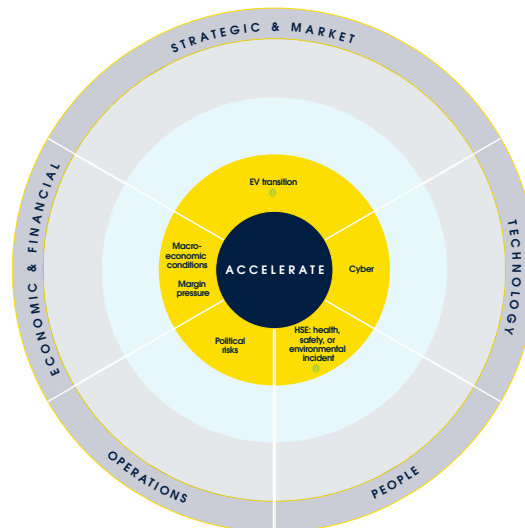 STRATEGIC & MARKET
ECONOMIC & FINANCIAL
TECHNOLOGY
OPERATIONS
PEOPLE
EV transition
Macro-
economic
conditions
Margin
pressure
ACCELERATE
Cyber
Political
risks
HSE: health,
safety, or
environmental
incident